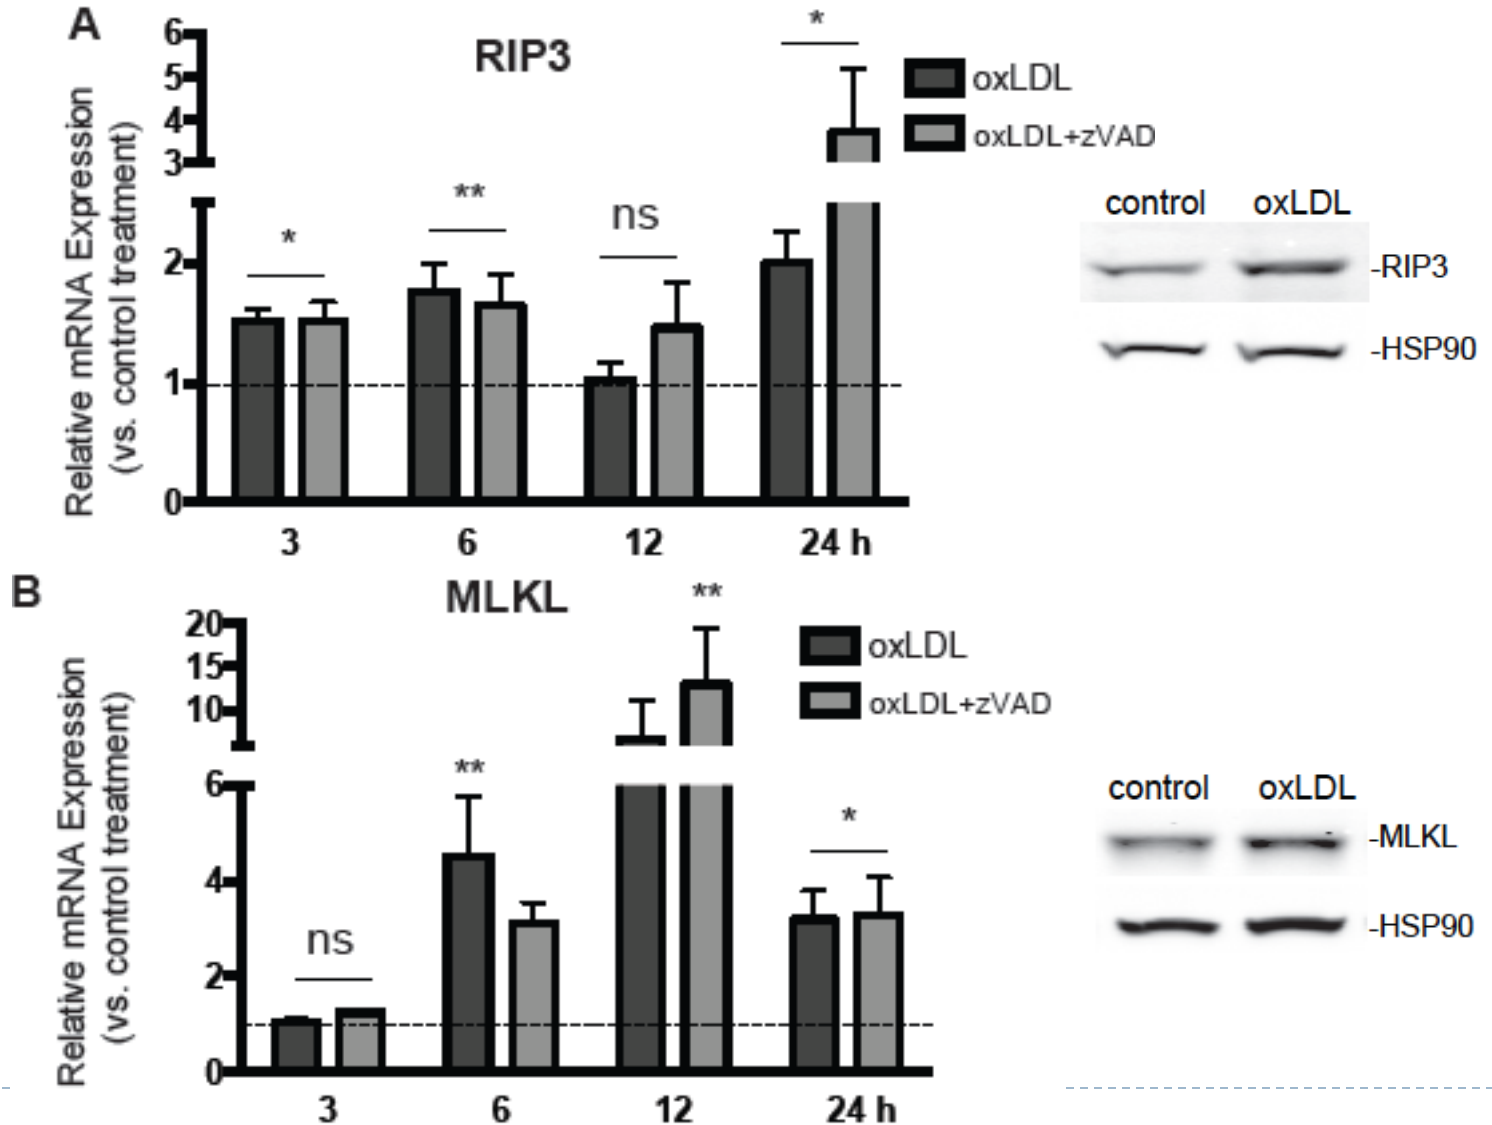 A
RIP3
Relative mRNA Expression
(vs. control treatment)
6
5
4
3
2
1
0
*
**
ns
*
3 6 12 24 h
oxLDL
oxLDL+zVAD
control oxLDL
-RIP3
-HSP90
B
MLKL
Relative mRNA Expression
(vs. control treatment)
20
15
10
6
4
2
0
ns
**
**
*
3 6 12 24 h
oxLDL
oxLDL+zVAD
control oxLDL
-MLKL
-HSP90